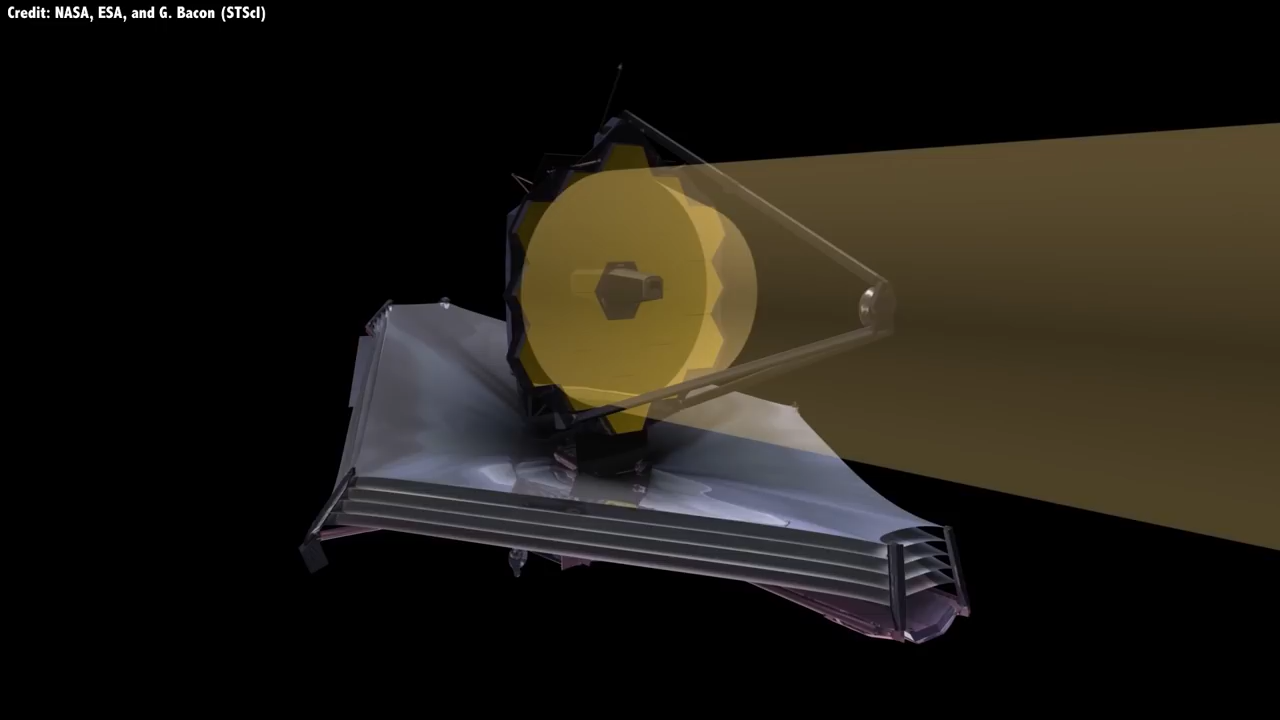 Credit: NASA, ESA, and G. Bacon (STScI)